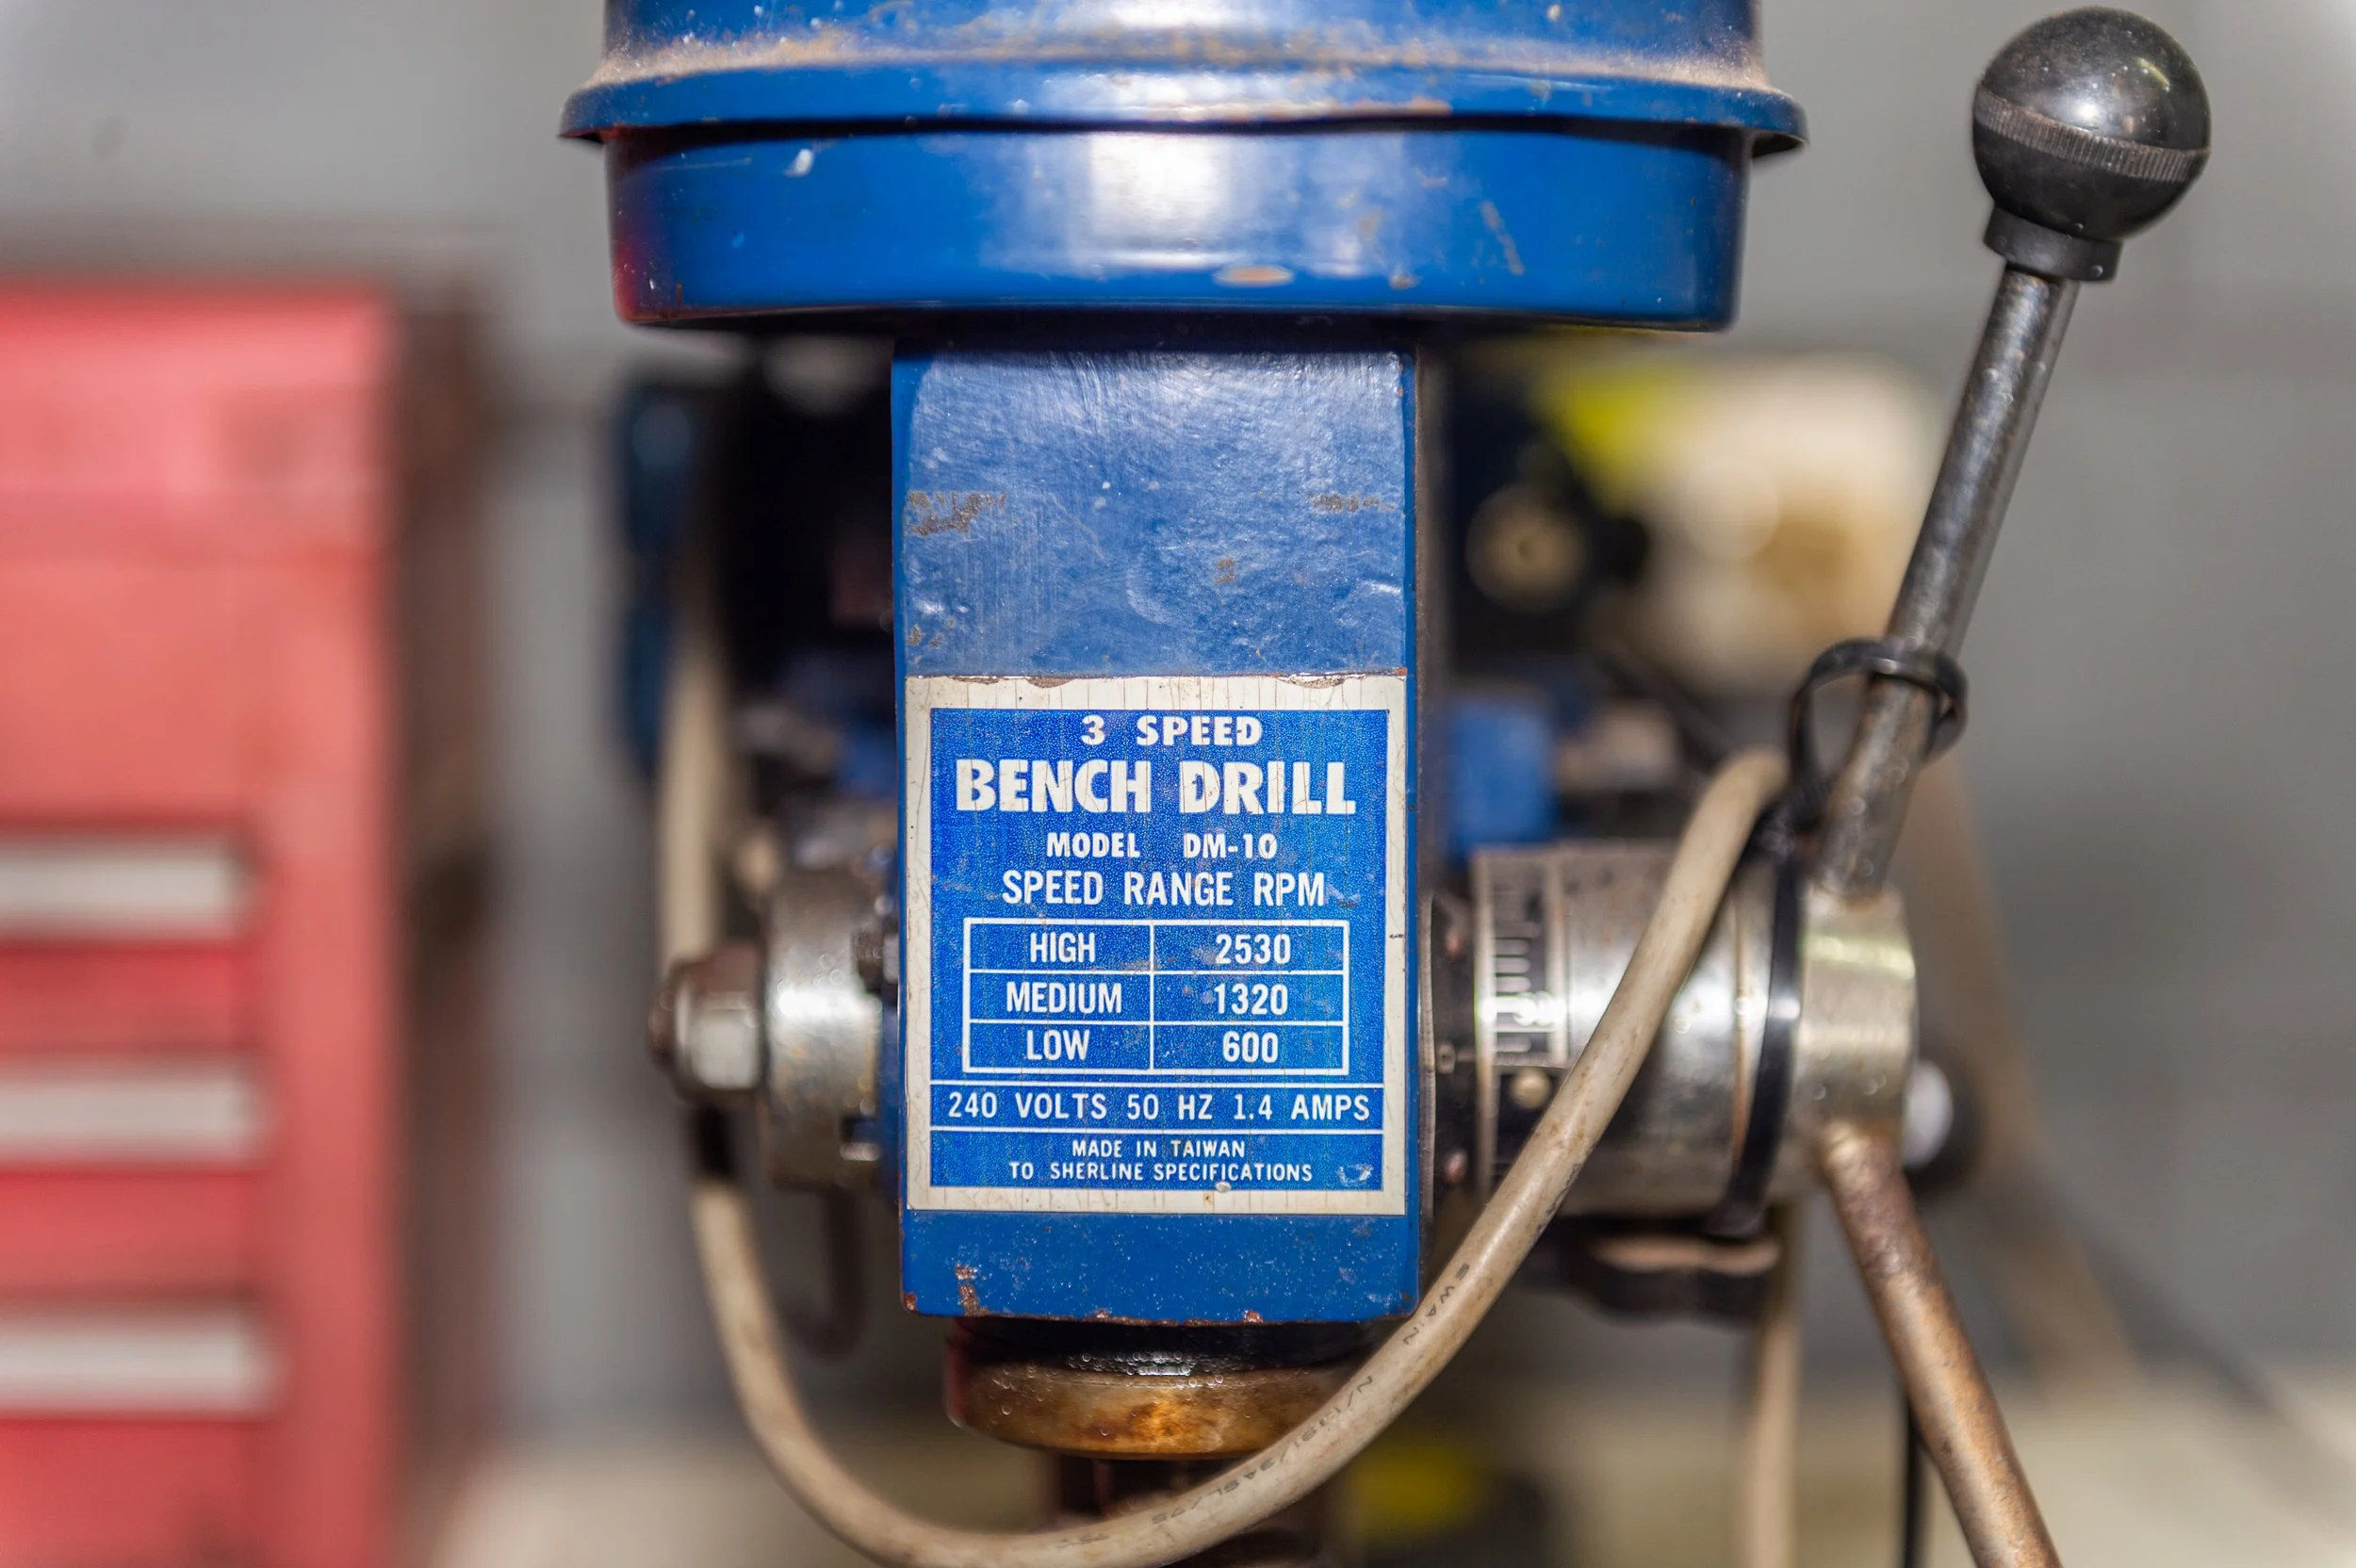 3 SPEED
BENCH DRILL
MODEL DM-10
SPEED RANGE RPM
HIGH 2530
MEDIUM 1320
LOW 600
240 VOLTS 50 HZ 1.4 AMPS
MADE IN TAIWAN
TO SHERLINE SPECIFICATIONS